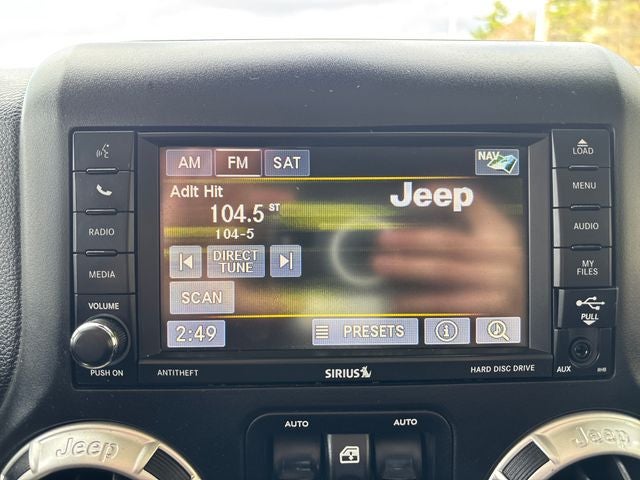 AM FM SAT NAV
Adlt Hit
Jeep
104.5 ST
104-5
DIRECT
TUNE
SCAN
2:49 PRESETS
RADIO
MEDIA
VOLUME
PUSH ON
LOAD
MENU
AUDIO
MY
FILES
PULL
AUX RHB
ANTITHEFT SIRIUS HARD DISC DRIVE
AUTO AUTO
Jeep Jeep